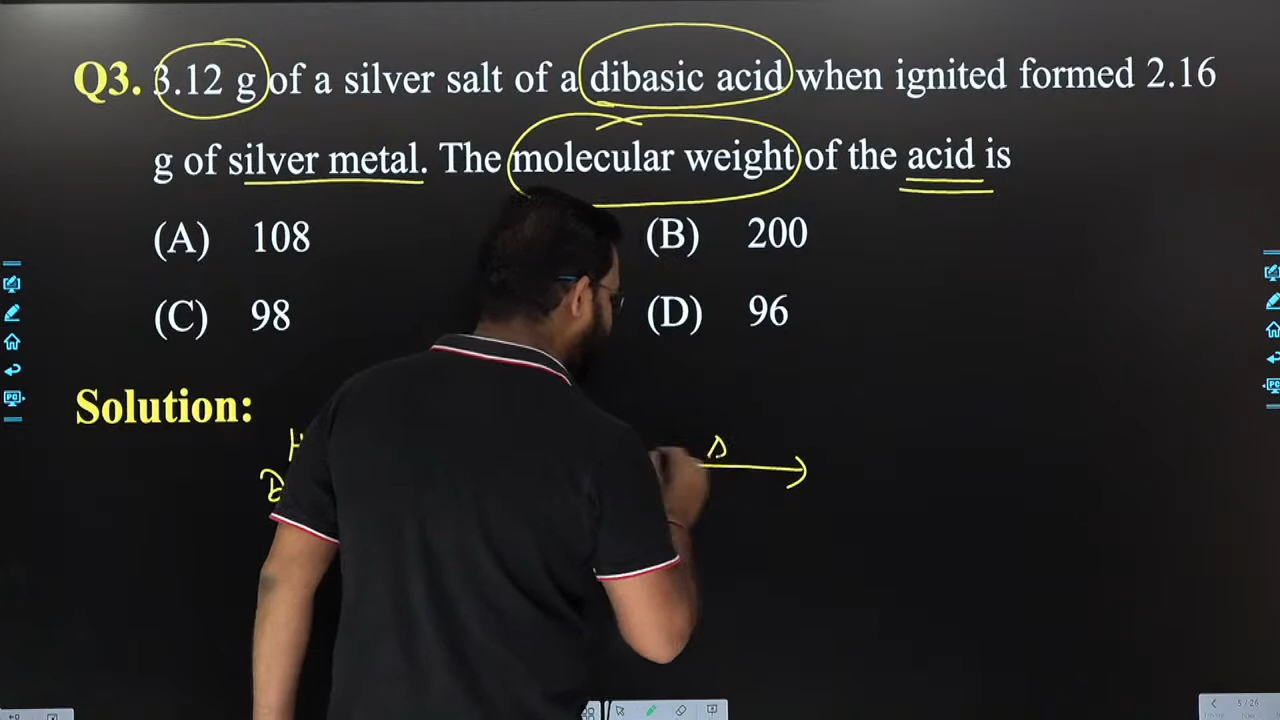 Q3. 3.12 g of a silver salt of a dibasic acid when ignited formed 2.16
g of silver metal. The molecular weight of the acid is
(A) 108 (B) 200
(C) 98 (D) 96
Solution:
Δ